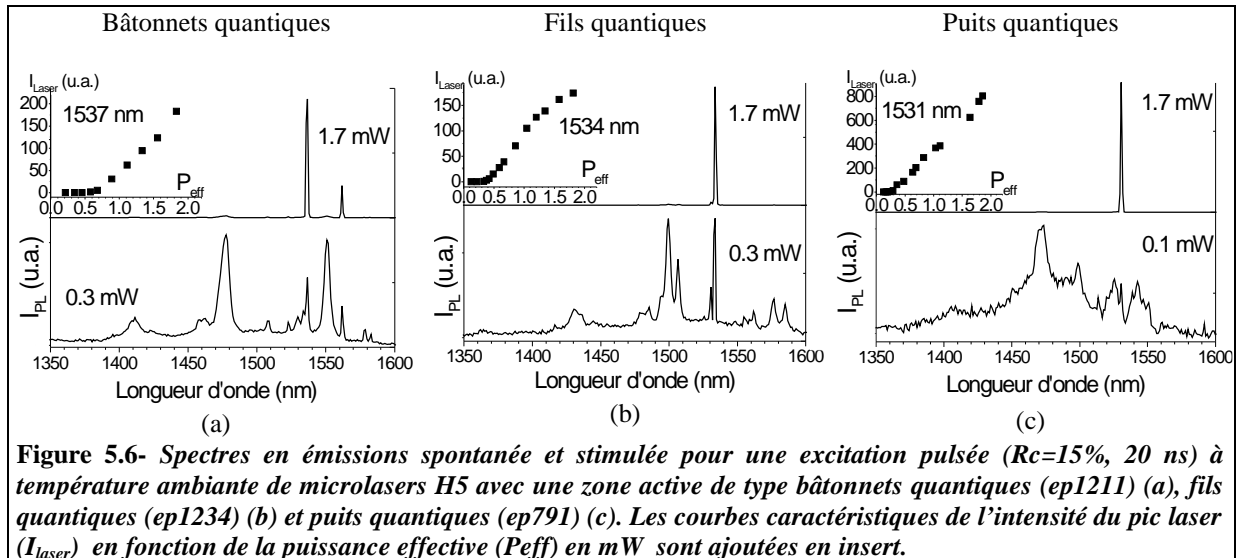 Bâtonnets quantiques
Fils quantiques
Puits quantiques
I_Laser (u.a.)
200
150
100
50
0
1537 nm
0.0 0.5 1.0 1.5 2.0
P_eff
1.7 mW
0.3 mW
I_PL (u.a.)
1350 1400 1450 1500 1550 1600
Longueur d'onde (nm)
(a)
I_Laser (u.a.)
150
100
50
0
1534 nm
0.0 0.5 1.0 1.5 2.0
P_eff
1.7 mW
0.3 mW
I_PL (u.a.)
1350 1400 1450 1500 1550 1600
Longueur d'onde (nm)
(b)
I_Laser (u.a.)
800
600
400
200
0
1531 nm
0.0 0.5 1.0 1.5 2.0
P_eff
1.7 mW
0.1 mW
I_PL (u.a.)
1350 1400 1450 1500 1550 1600
Longueur d'onde (nm)
(c)
Figure 5.6- Spectres en émissions spontanée et stimulée pour une excitation pulsée (Rc=15%, 20 ns) à
température ambiante de microlasers H5 avec une zone active de type bâtonnets quantiques (ep1211) (a), fils
quantiques (ep1234) (b) et puits quantiques (ep791) (c). Les courbes caractéristiques de l'intensité du pic laser
(I_laser) en fonction de la puissance effective (Peff) en mW sont ajoutées en insert.